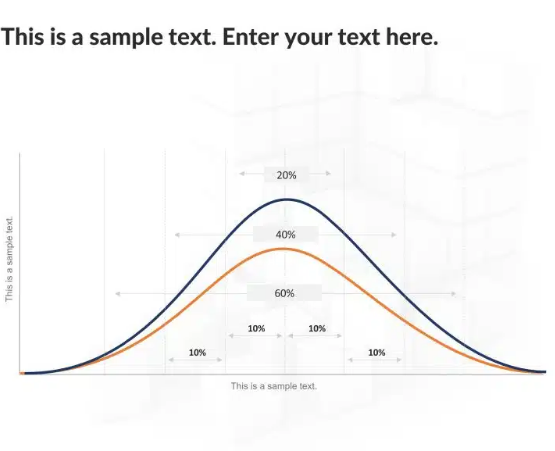 This is a sample text. Enter your text here.
20%
40%
60%
10% 10%
10% 10%
This is a sample text.
This is a sample text.